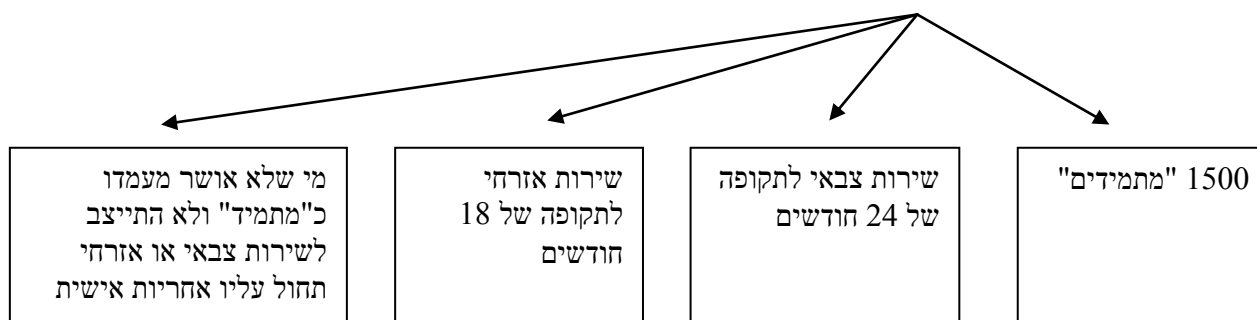 1500 "מתמידים"
שירות צבאי לתקופה
של 24 חודשים
שירות אזרחי
לתקופה של 18
חודשים
מי שלא אושר מעמדו
כ"מתמיד" ולא התייצב
לשירות צבאי או אזרחי
תחול עליו אחריות אישית